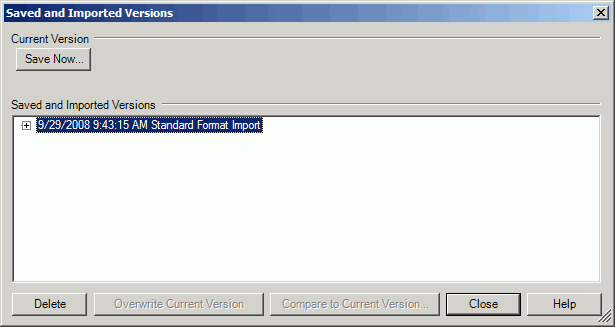 Saved and Imported Versions
Current Version
Save Now...
Saved and Imported Versions
9/29/2008 9:43:15 AM Standard Format Import
Delete Overwrite Current Version Compare to Current Version... Close Help